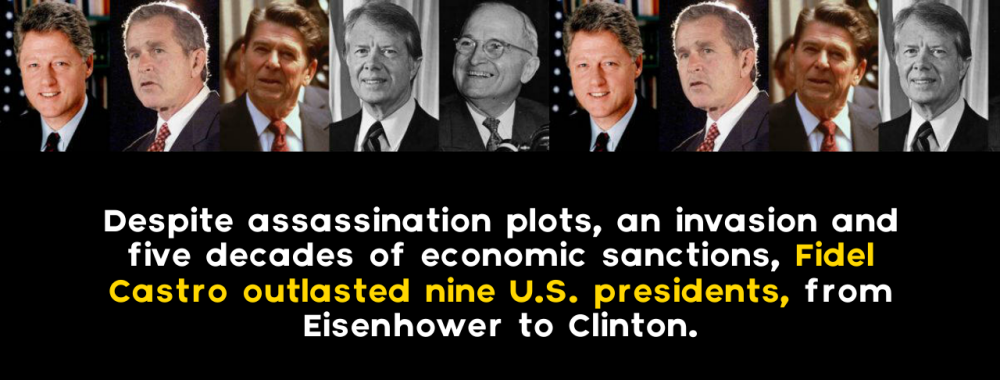 Despite assassination plots, an invasion and
five decades of economic sanctions, Fidel
Castro outlasted nine U.S. presidents, from
Eisenhower to Clinton.